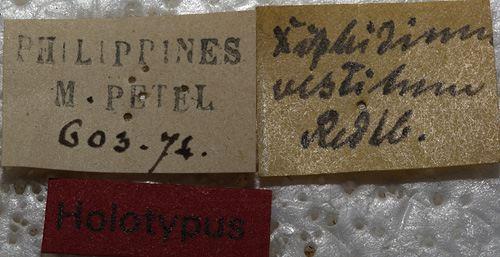 PHILIPPINES
M. PETEL
603.74.
Xiphidium
vestitum
Redtb.
Holotypus